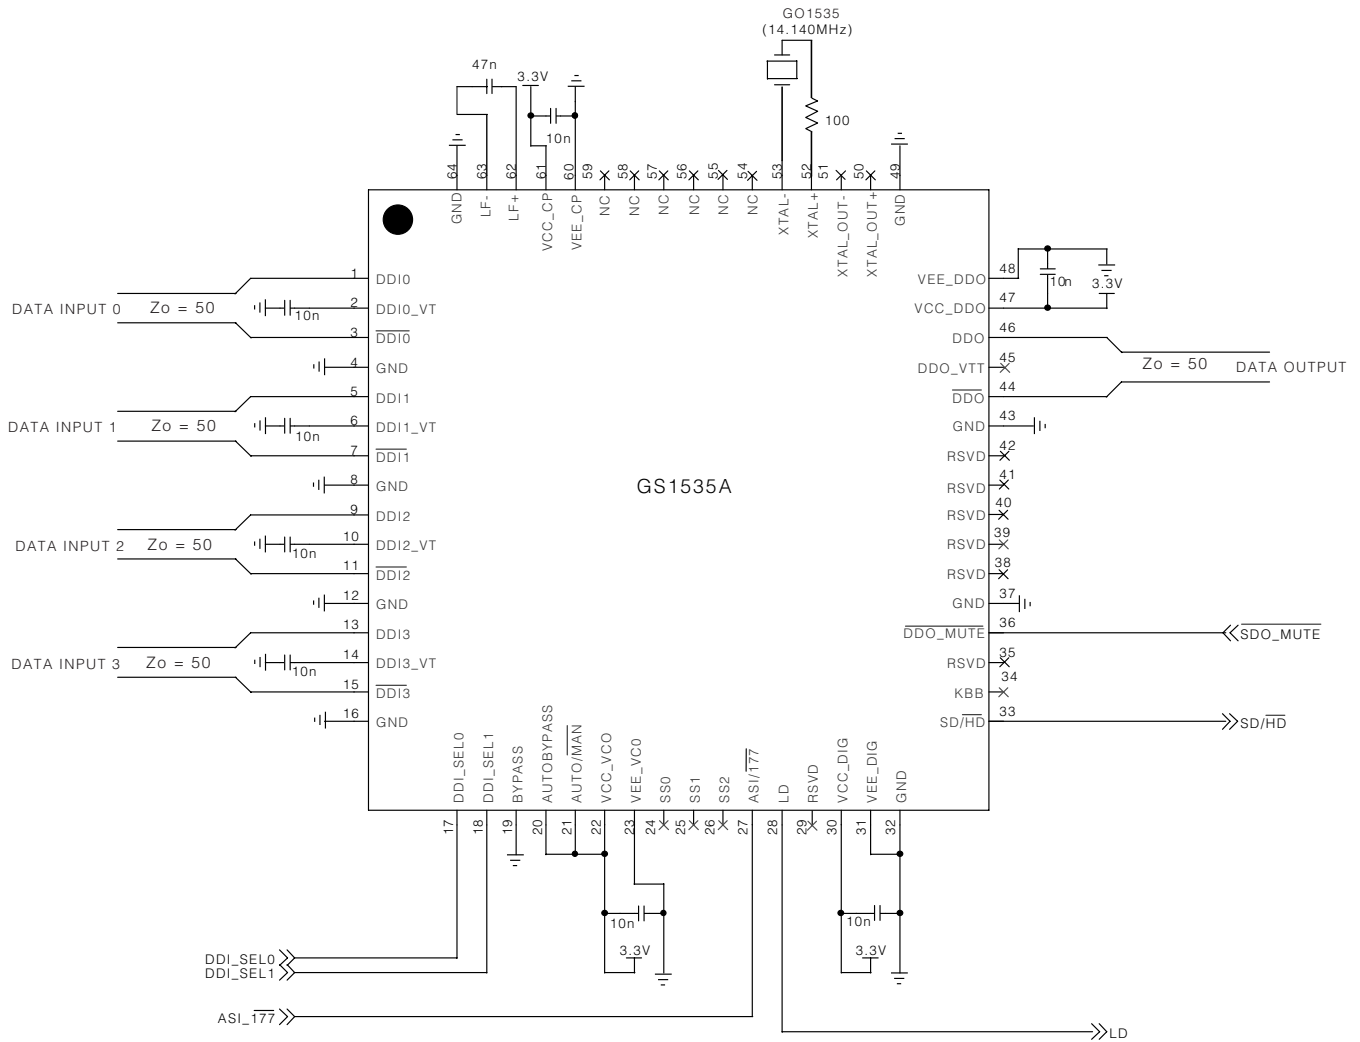 GO1535
(14.140MHz)
47n
3.3V
10n
100
64
63
62
61
60
59
58
57
56
55
54
53
52
51
50
49
GND
LF-
LF+
VCC_CP
VEE_CP
NC
NC
NC
NC
NC
NC
XTAL-
XTAL+
XTAL_OUT-
XTAL_OUT+
GND
DATA INPUT 0
Zo = 50
1
DDI0
10n
2
DDI0_VT
3
DDI0
4
GND
DATA INPUT 1
Zo = 50
5
DDI1
10n
6
DDI1_VT
7
DDI1
8
GND
DATA INPUT 2
Zo = 50
9
DDI2
10n
10
DDI2_VT
11
DDI2
12
GND
DATA INPUT 3
Zo = 50
13
DDI3
10n
14
DDI3_VT
15
DDI3
16
GND
GS1535A
VEE_DDO
48
10n
3.3V
VCC_DDO
47
DDO
46
DDO_VTT
45
Zo = 50
DATA OUTPUT
DDO
44
GND
43
RSVD
42
RSVD
41
RSVD
40
RSVD
39
RSVD
38
GND
37
DDO_MUTE
36
SDO_MUTE
RSVD
35
KBB
34
SD/HD
33
SD/HD
DDI_SEL0
DDI_SEL1
BYPASS
AUTOBYPASS
AUTO/MAN
VCC_VCO
VEE_VC0
SS0
SS1
SS2
ASI/177
LD
RSVD
VCC_DIG
VEE_DIG
GND
17
18
19
20
21
22
23
24
25
26
27
28
29
30
31
32
10n
3.3V
10n
3.3V
DDI_SEL0
DDI_SEL1
ASI_177
LD